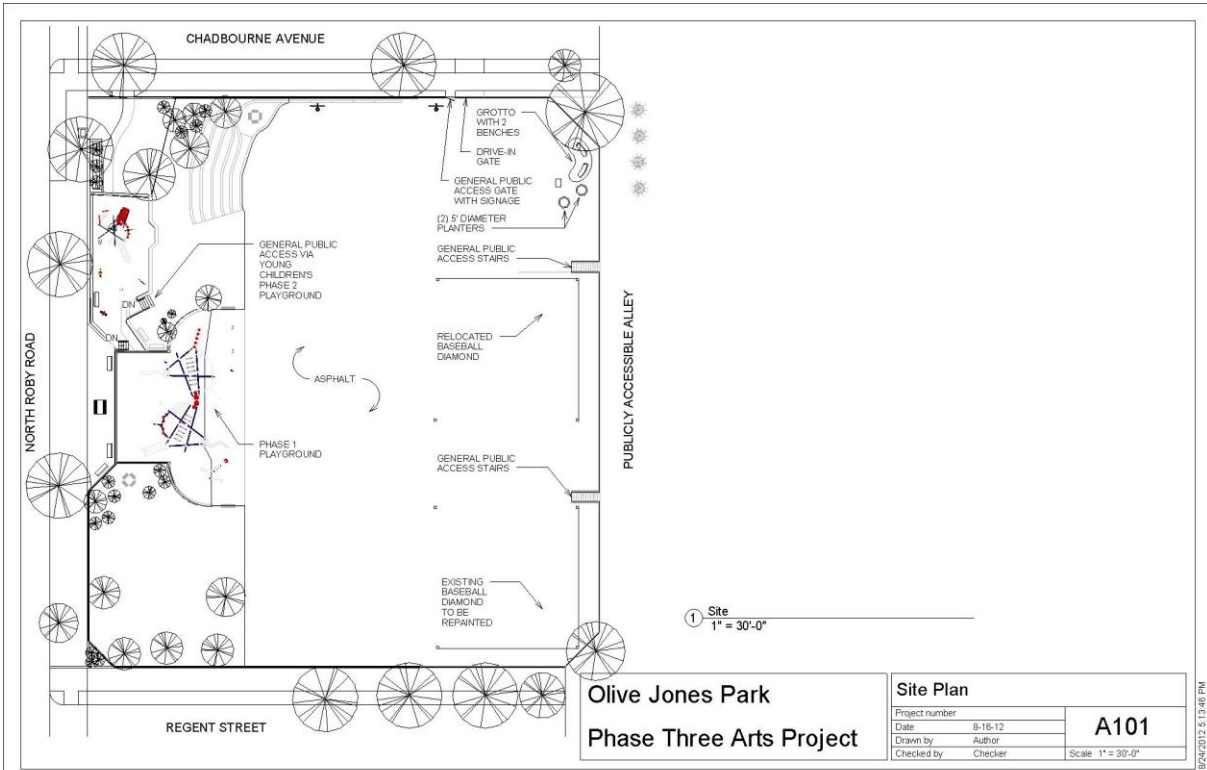 CHADBOURNE AVENUE
GROTTO
WITH 2
BENCHES
DRIVE-IN
GATE
GENERAL PUBLIC
ACCESS GATE
WITH SIGNAGE
(2) 5' DIAMETER
PLANTERS
GENERAL PUBLIC
ACCESS STAIRS
GENERAL PUBLIC
ACCESS VIA
YOUNG
CHILDREN'S
PHASE 2
PLAYGROUND
DN
DN
RELOCATED
BASEBALL
DIAMOND
NORTH ROBY ROAD
PUBLICLY ACCESSIBLE ALLEY
ASPHALT
PHASE 1
PLAYGROUND
GENERAL PUBLIC
ACCESS STAIRS
EXISTING
BASEBALL
DIAMOND
TO BE
REPAINTED
1 Site
1" = 30'-0"
REGENT STREET
Olive Jones Park
Phase Three Arts Project
Site Plan
Project number
Date 8-16-12
Drawn by Author
Checked by Checker
A101
Scale 1" = 30'-0"
8/24/2012 5:13:46 PM